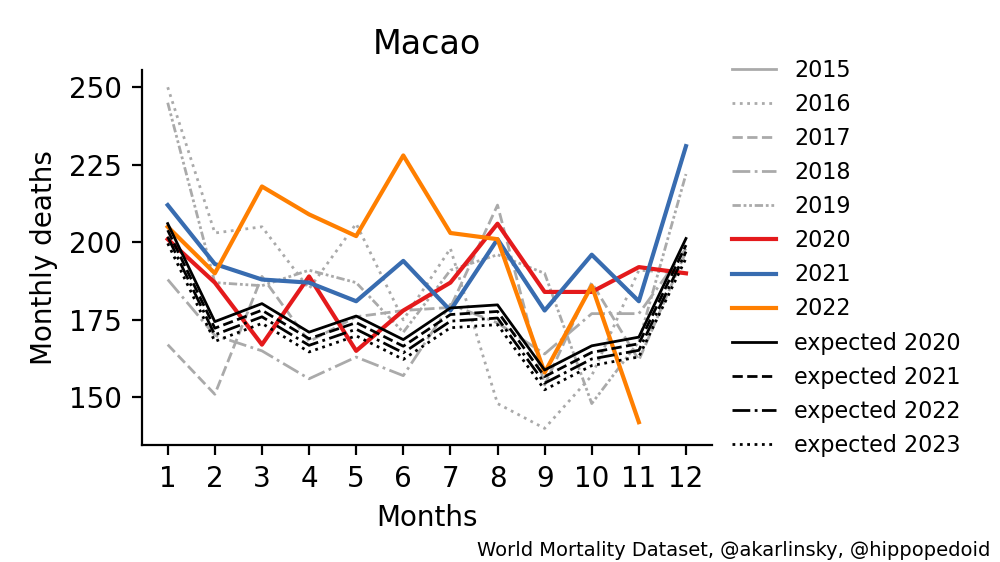 Macao
Monthly deaths
250
225
200
175
150
1 2 3 4 5 6 7 8 9 10 11 12
Months
2015
2016
2017
2018
2019
2020
2021
2022
expected 2020
expected 2021
expected 2022
expected 2023
World Mortality Dataset, @akarlinsky, @hippopedoid